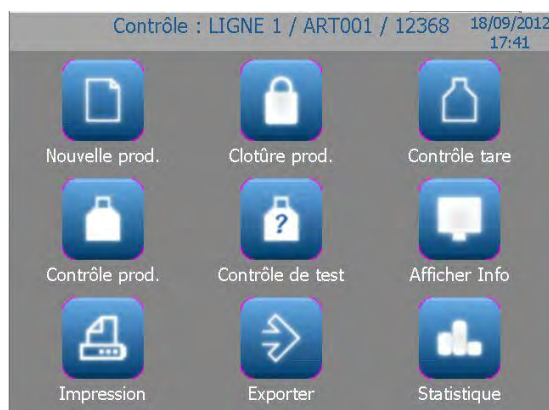 Contrôle : LIGNE 1 / ART001 / 12368
18/09/2012
17:41
Nouvelle prod.
Clotûre prod.
Contrôle tare
Contrôle prod.
?
Contrôle de test
Afficher Info
Impression
Exporter
Statistique